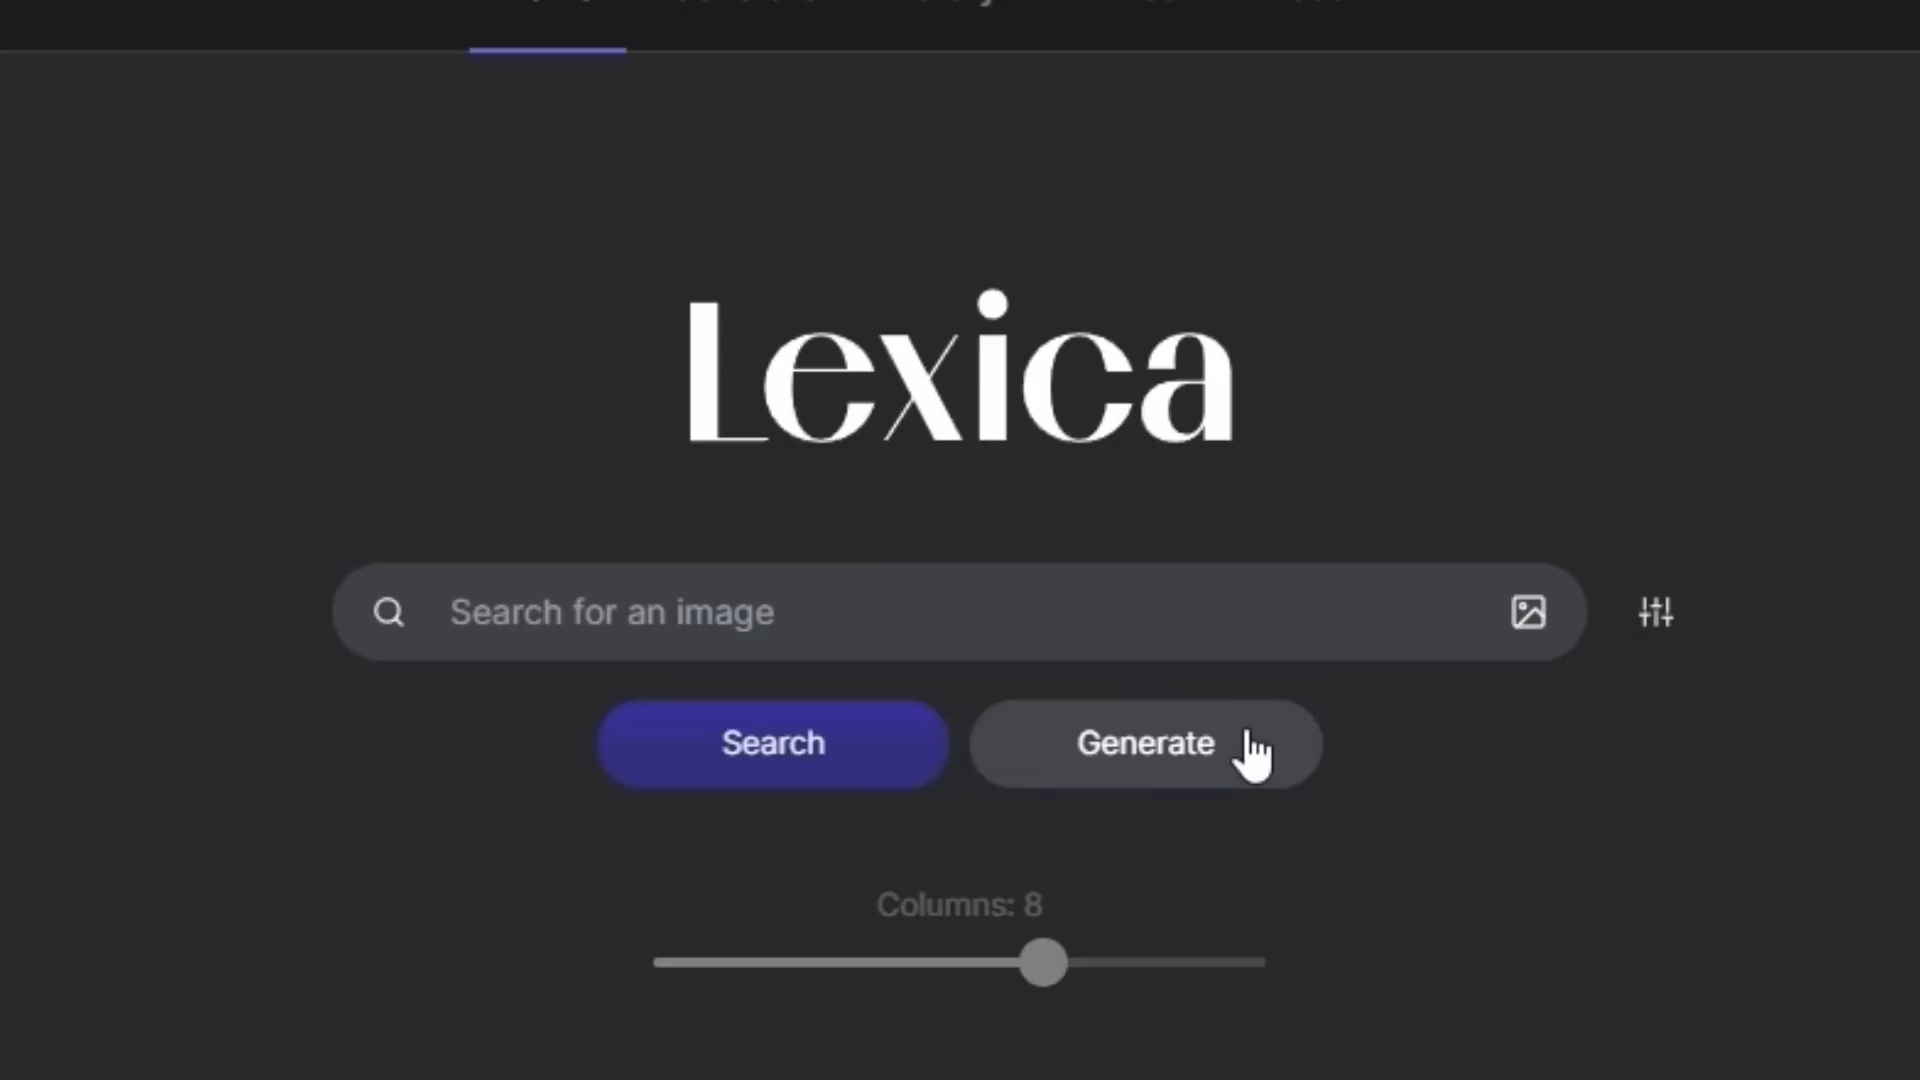 Lexica
Search for an image
Search
Generate
Columns: 8